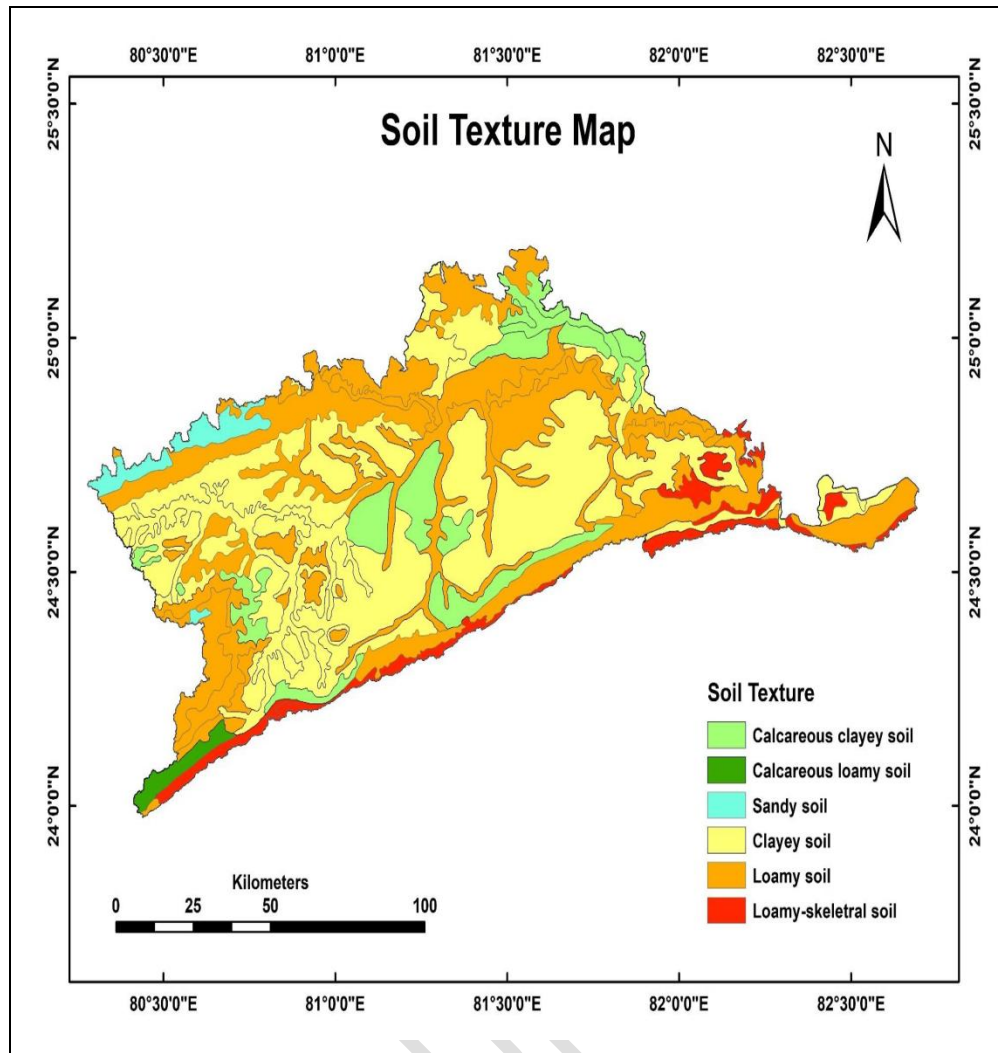 80°30'0"E 81°0'0"E 81°30'0"E 82°0'0"E 82°30'0"E
25°30'0"N 25°30'0"N
Soil Texture Map
N
25°0'0"N 25°0'0"N
24°30'0"N 24°30'0"N
Soil Texture
Calcareous clayey soil
Calcareous loamy soil
Sandy soil
Clayey soil
Loamy soil
Loamy-skeletral soil
24°0'0"N 24°0'0"N
Kilometers
0 25 50 100
80°30'0"E 81°0'0"E 81°30'0"E 82°0'0"E 82°30'0"E